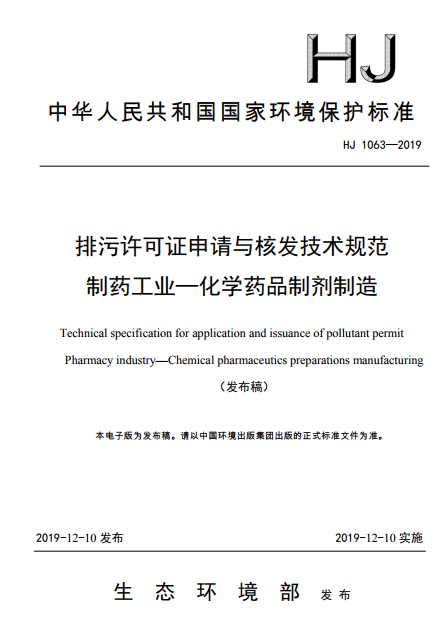 HJ
中华人民共和国国家环境保护标准
HJ 1063—2019
排污许可证申请与核发技术规范
制药工业—化学药品制剂制造
Technical specification for application and issuance of pollutant permit
Pharmacy industry—Chemical pharmaceutics preparations manufacturing
（发布稿）
本电子版为发布稿。请以中国环境出版集团出版的正式标准文件为准。
2019-12-10 发布 2019-12-10 实施
生态环境部 发布